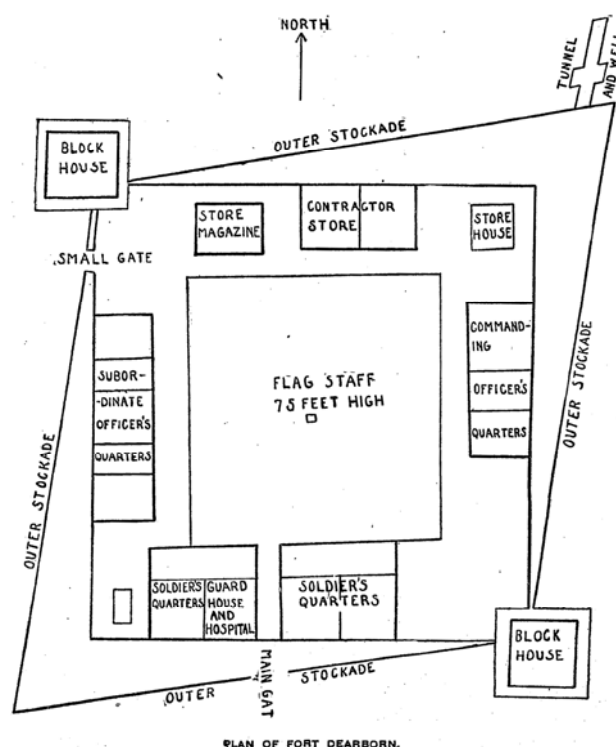 NORTH
TUNNEL
AND WELL
OUTER STOCKADE
BLOCK
HOUSE
STORE
MAGAZINE
CONTRACTOR
STORE
STORE
HOUSE
SMALL GATE
COMMAND-
ING
OFFICER'S
QUARTERS
SUBOR-
DINATE
OFFICER'S
QUARTERS
FLAG STAFF
75 FEET HIGH
OUTER STOCKADE
OUTER STOCKADE
SOLDIER'S
QUARTERS
GUARD
HOUSE
AND
HOSPITAL
SOLDIER'S
QUARTERS
BLOCK
HOUSE
MAIN GAT
OUTER STOCKADE
PLAN OF FORT DEARBORN.